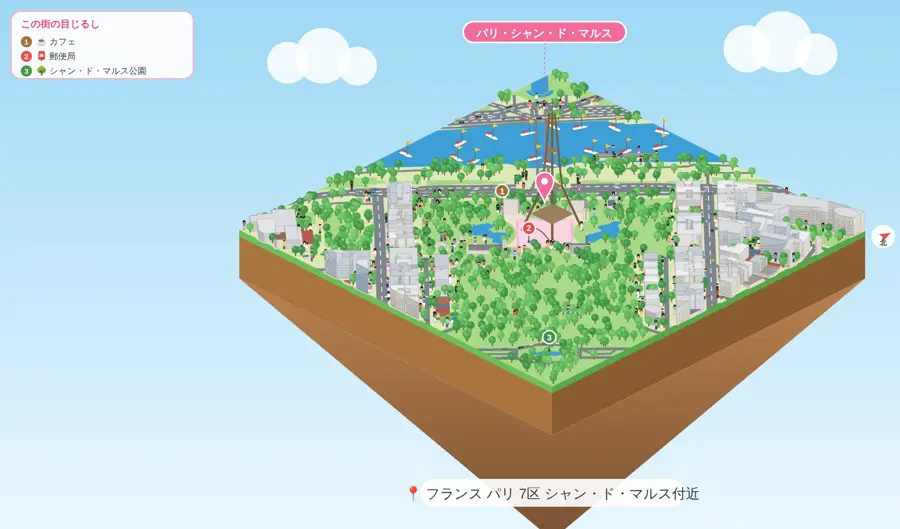 この街の目じるし
1 ☕ カフェ
2 📮 郵便局
3 🌳 シャン・ド・マルス公園
パリ・シャン・ド・マルス
1
2
3
北
📍 フランス パリ 7区 シャン・ド・マルス付近